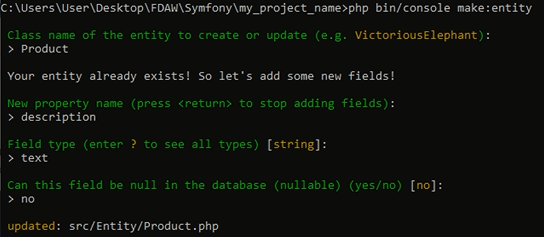 C:\Users\User\Desktop\FDAW\Symfony\my_project_name>php bin/console make:entity
Class name of the entity to create or update (e.g. VictoriousElephant):
> Product
Your entity already exists! So let's add some new fields!
New property name (press <return> to stop adding fields):
> description
Field type (enter ? to see all types) [string]:
> text
Can this field be null in the database (nullable) (yes/no) [no]:
> no
updated: src/Entity/Product.php